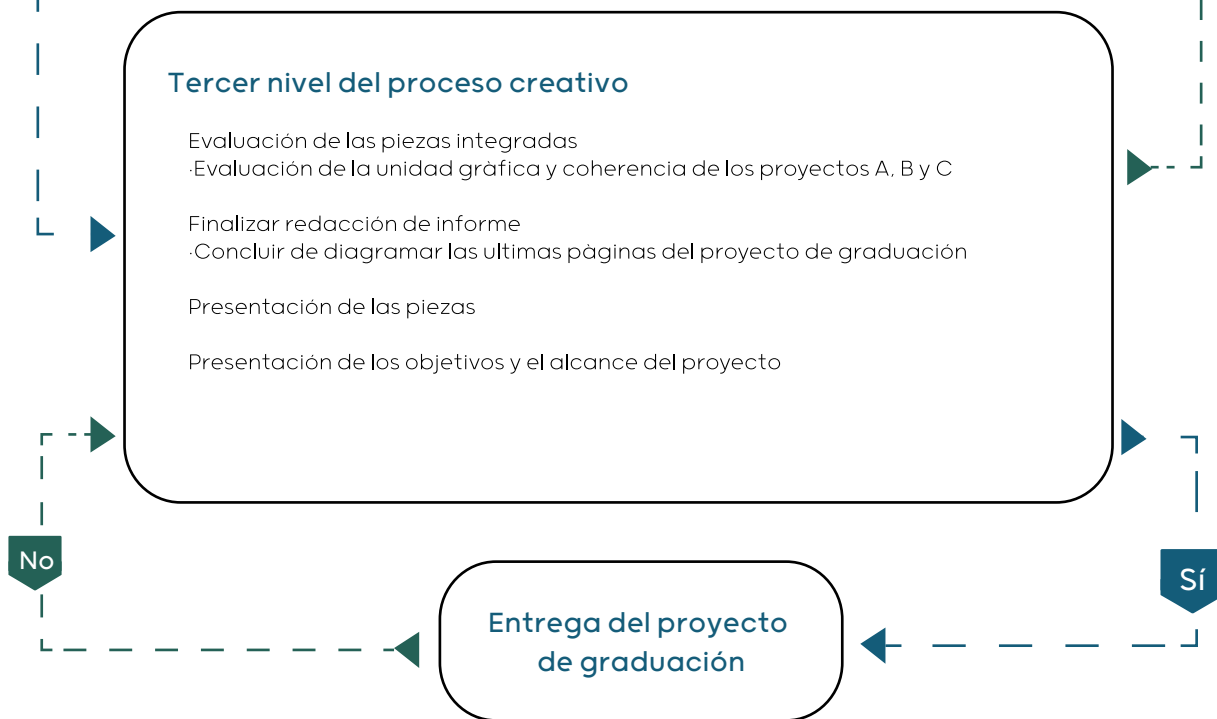 Tercer nivel del proceso creativo
Evaluación de las piezas integradas
·Evaluación de la unidad gràfica y coherencia de los proyectos A, B y C
Finalizar redacción de informe
·Concluir de diagramar las ultimas pàginas del proyecto de graduación
Presentación de las piezas
Presentación de los objetivos y el alcance del proyecto
No
Sí
Entrega del proyecto
de graduación